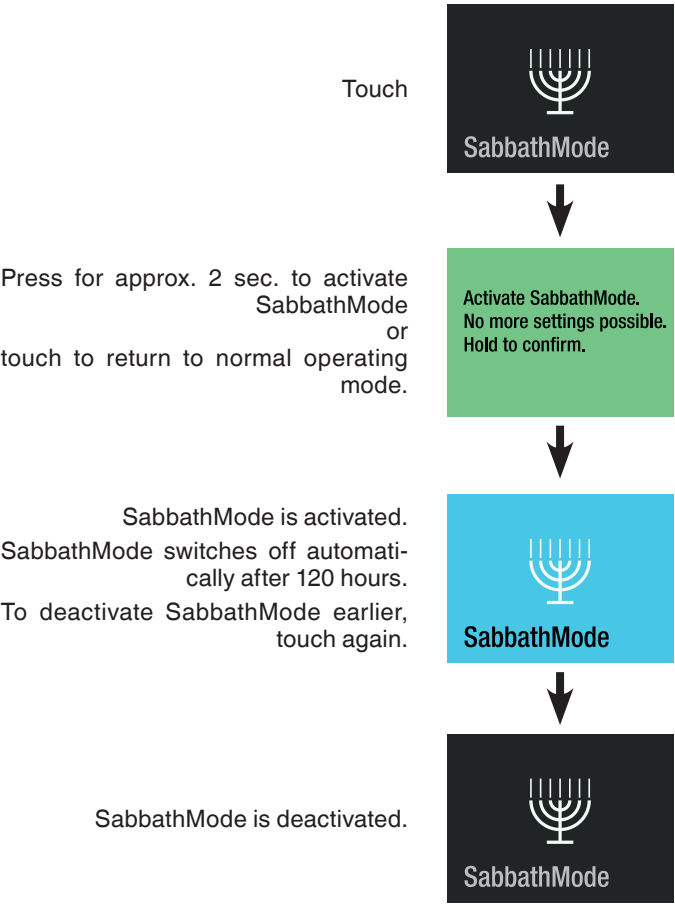 Touch
SabbathMode
Press for approx. 2 sec. to activate
SabbathMode
or
touch to return to normal operating
mode.
Activate SabbathMode.
No more settings possible.
Hold to confirm.
SabbathMode is activated.
SabbathMode switches off automati-
cally after 120 hours.
To deactivate SabbathMode earlier,
touch again.
SabbathMode
SabbathMode is deactivated.
SabbathMode